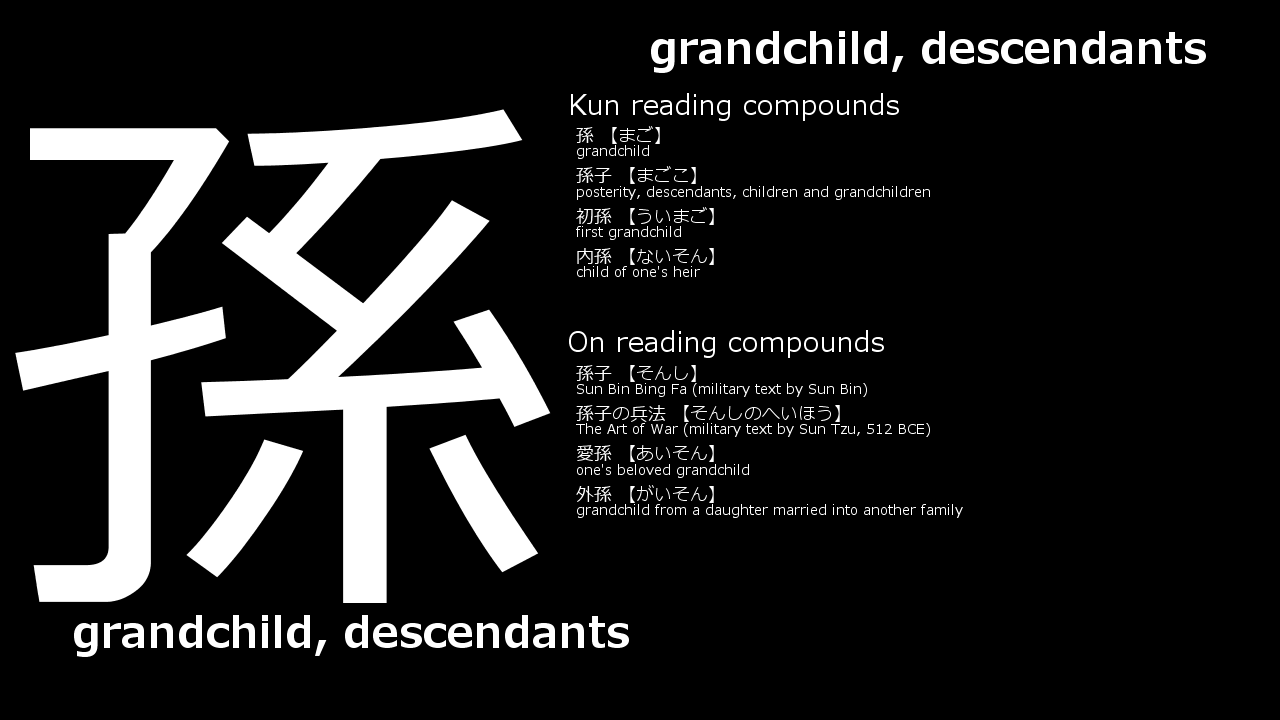 grandchild, descendants
孫
Kun reading compounds
孫 【まご】
grandchild
孫子 【まごこ】
posterity, descendants, children and grandchildren
初孫 【ういまご】
first grandchild
内孫 【ないそん】
child of one's heir
On reading compounds
孫子 【そんし】
Sun Bin Bing Fa (military text by Sun Bin)
孫子の兵法 【そんしのへいほう】
The Art of War (military text by Sun Tzu, 512 BCE)
愛孫 【あいそん】
one's beloved grandchild
外孫 【がいそん】
grandchild from a daughter married into another family
grandchild, descendants